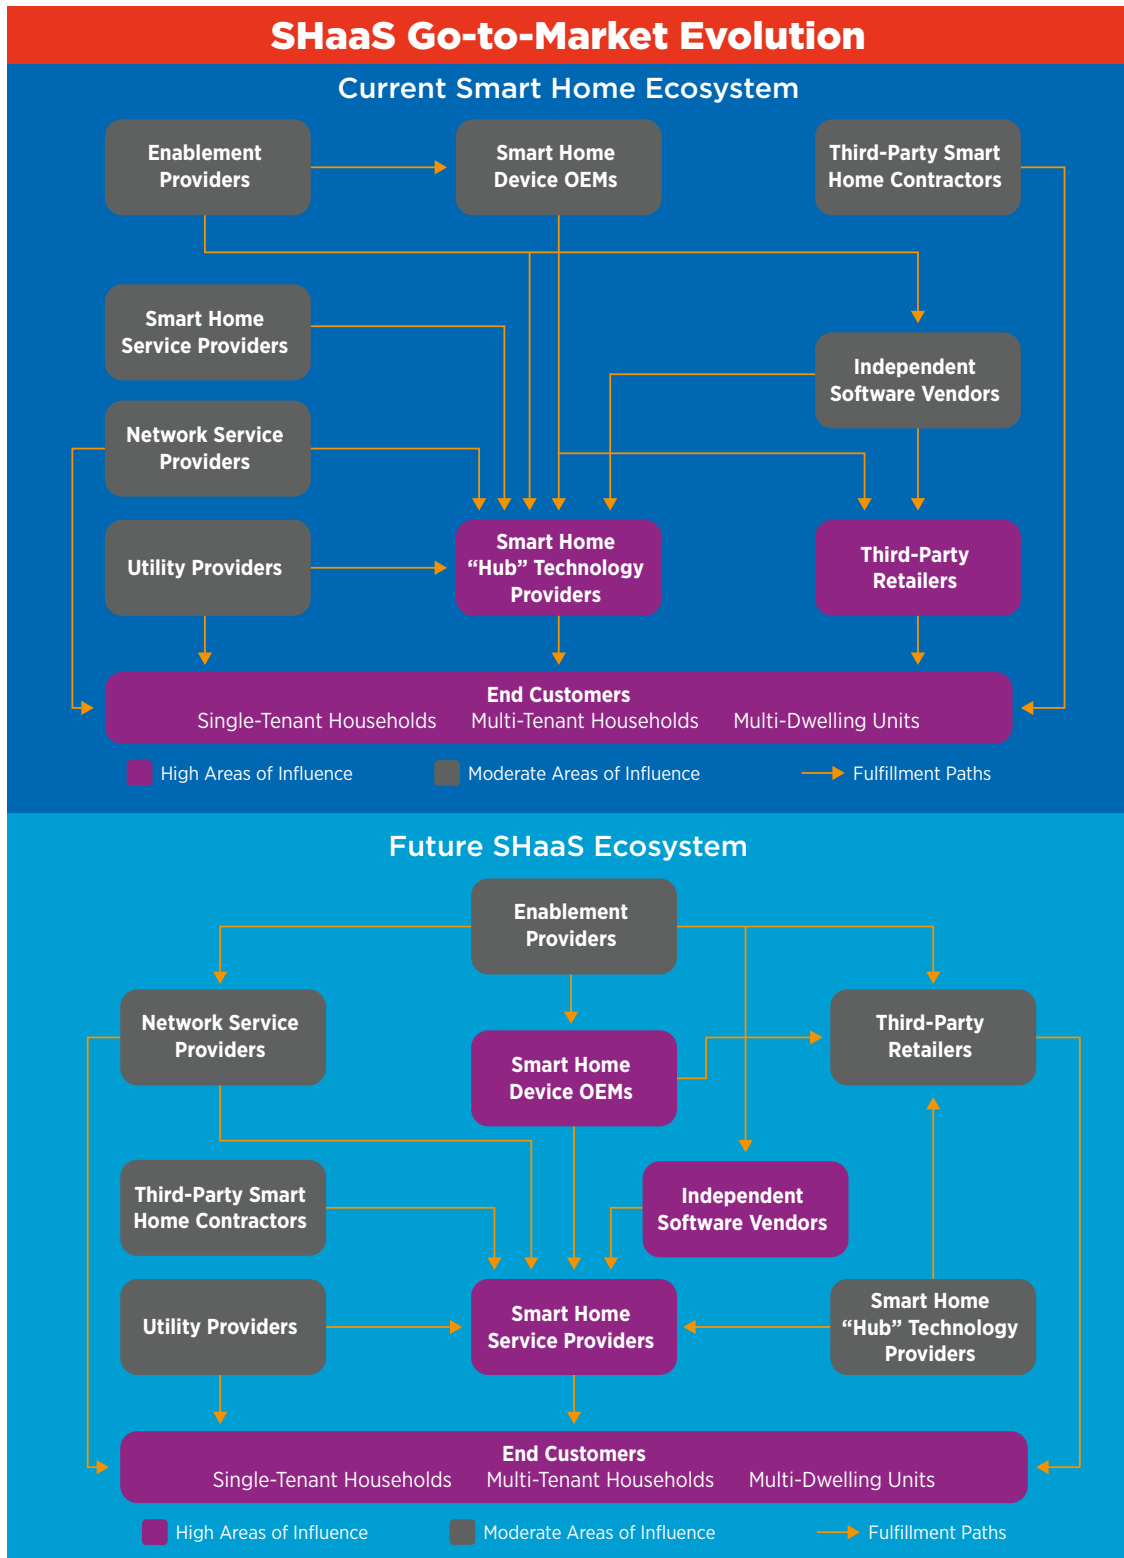 SHaaS Go-to-Market Evolution
Current Smart Home Ecosystem
Enablement
Providers
Smart Home
Device OEMs
Third-Party Smart
Home Contractors
Smart Home
Service Providers
Independent
Software Vendors
Network Service
Providers
Utility Providers
Smart Home
“Hub” Technology
Providers
Third-Party
Retailers
End Customers
Single-Tenant Households Multi-Tenant Households Multi-Dwelling Units
High Areas of Influence Moderate Areas of Influence Fulfillment Paths
Future SHaaS Ecosystem
Enablement
Providers
Network Service
Providers
Smart Home
Device OEMs
Third-Party
Retailers
Third-Party Smart
Home Contractors
Independent
Software Vendors
Utility Providers
Smart Home
Service Providers
Smart Home
“Hub” Technology
Providers
End Customers
Single-Tenant Households Multi-Tenant Households Multi-Dwelling Units
High Areas of Influence Moderate Areas of Influence Fulfillment Paths